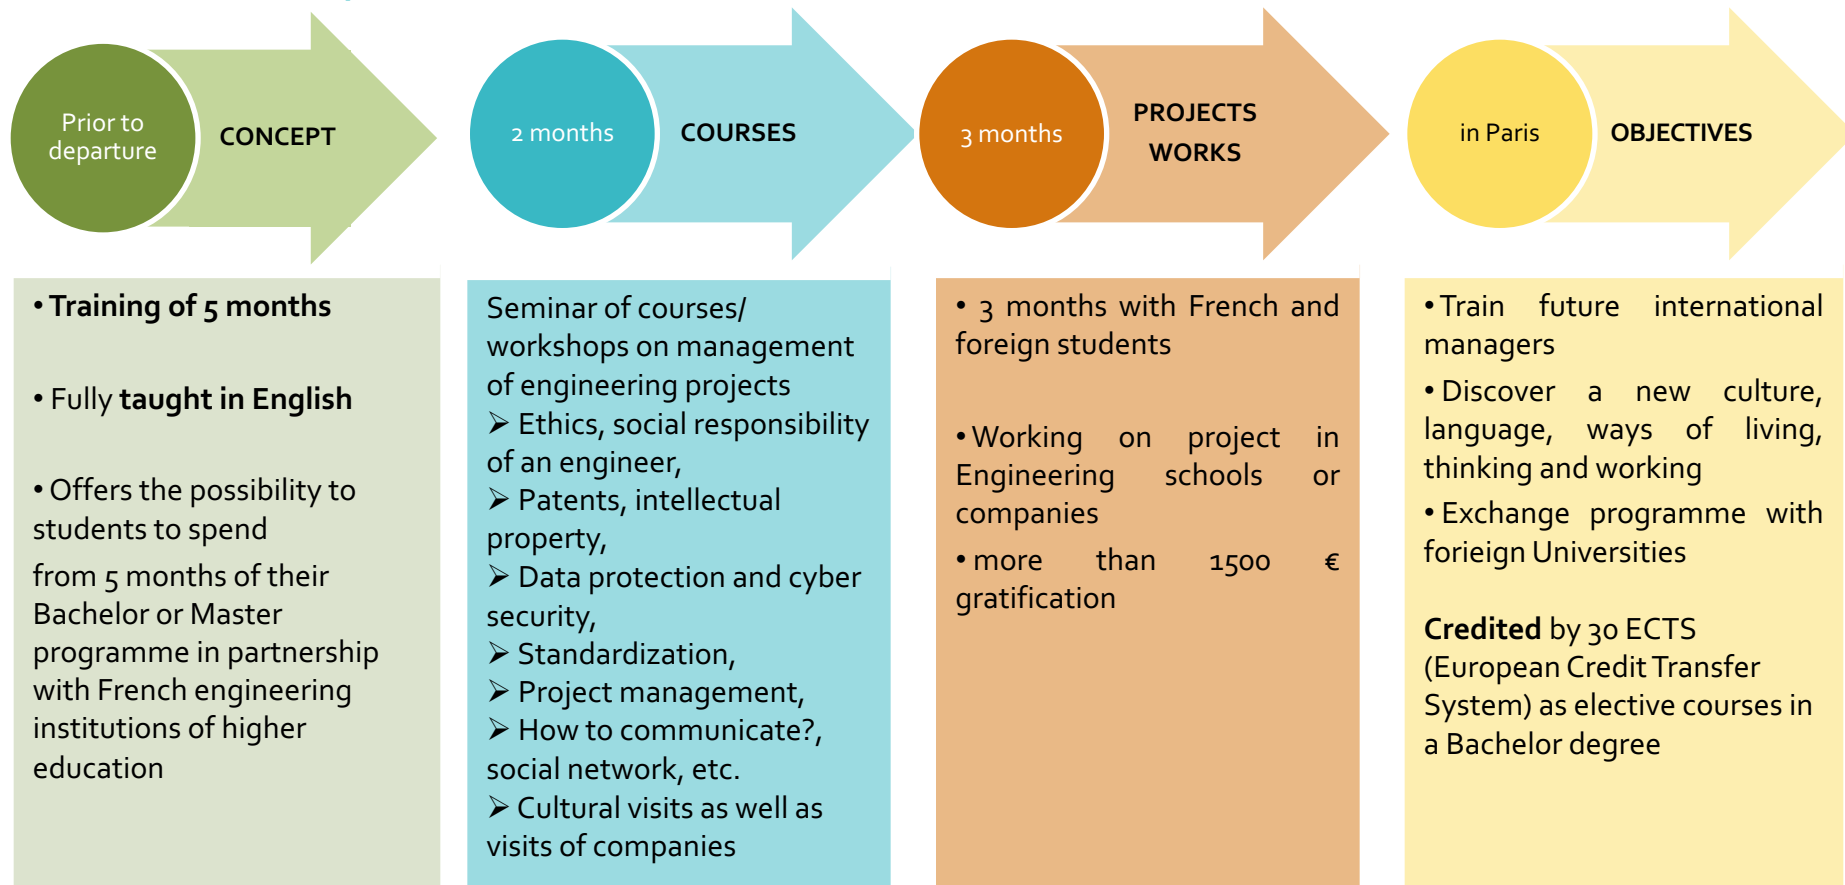 Prior to
departure
CONCEPT
2 months
COURSES
3 months
PROJECTS
WORKS
in Paris
OBJECTIVES
• Training of 5 months
• Fully taught in English
• Offers the possibility to
students to spend
from 5 months of their
Bachelor or Master
programme in partnership
with French engineering
institutions of higher
education
Seminar of courses/
workshops on management
of engineering projects
➢ Ethics, social responsibility
of an engineer,
➢ Patents, intellectual
property,
➢ Data protection and cyber
security,
➢ Standardization,
➢ Project management,
➢ How to communicate?,
social network, etc.
➢ Cultural visits as well as
visits of companies
• 3 months with French and
foreign students
• Working on project in
Engineering schools or
companies
• more than 1500 €
gratification
• Train future international
managers
• Discover a new culture,
language, ways of living,
thinking and working
• Exchange programme with
forieign Universities
Credited by 30 ECTS
(European Credit Transfer
System) as elective courses in
a Bachelor degree